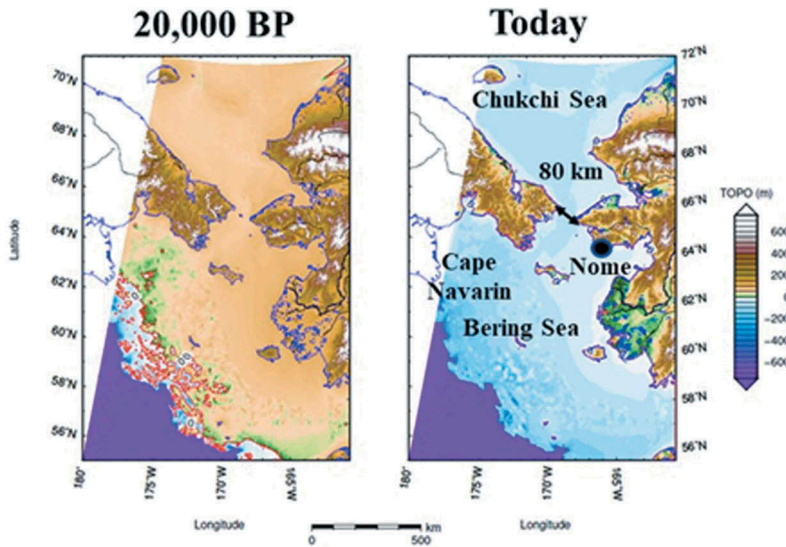 20,000 BP
Today
70°N
68°N
66°N
64°N
62°N
60°N
58°N
56°N
Latitude
180°
175°W
170°W
165°W
Longitude
Chukchi Sea
80 km
Nome
Cape
Navarin
Bering Sea
72°N
70°N
68°N
66°N
64°N
62°N
60°N
58°N
56°N
180°
175°W
170°W
165°W
Longitude
TOPO (m)
600
400
200
0
−200
−400
−600
0
500
km